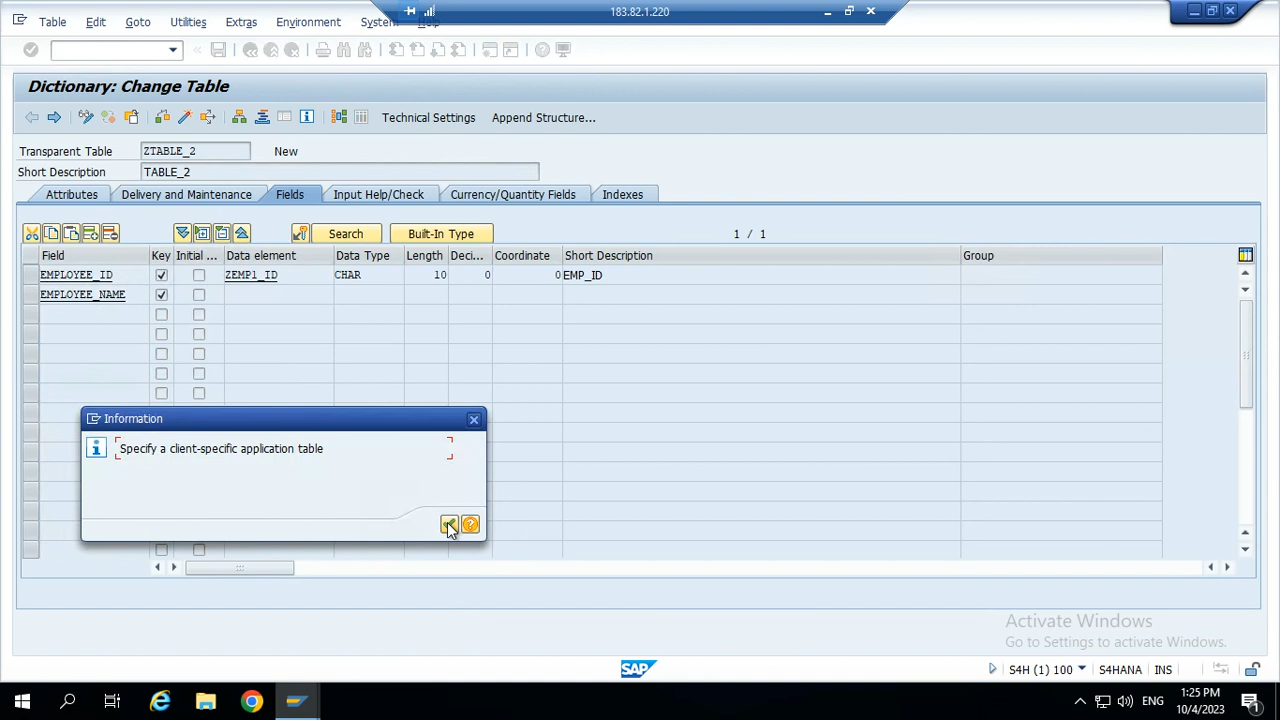 183.82.1.220
Table Edit Goto Utilities Extras Environment System Help
Dictionary: Change Table
Technical Settings Append Structure...
Transparent Table ZTABLE_2 New
Short Description TABLE_2
Attributes Delivery and Maintenance Fields Input Help/Check Currency/Quantity Fields Indexes
Search Built-In Type 1 / 1
Field Key Initial ... Data element Data Type Length Deci... Coordinate Short Description Group
EMPLOYEE_ID ZEMP1_ID CHAR 10 0 0 EMP_ID
EMPLOYEE_NAME
Information
Specify a client-specific application table
Activate Windows
Go to Settings to activate Windows.
SAP S4H (1) 100 S4HANA INS
ENG 1:25 PM
10/4/2023 1